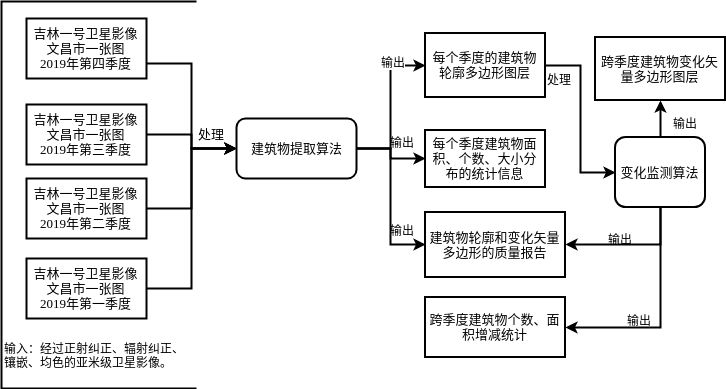 吉林一号卫星影像
文昌市一张图
2019年第四季度
吉林一号卫星影像
文昌市一张图
2019年第三季度
吉林一号卫星影像
文昌市一张图
2019年第二季度
吉林一号卫星影像
文昌市一张图
2019年第一季度
输入：经过正射纠正、辐射纠正、
镶嵌、均色的亚米级卫星影像。
处理
建筑物提取算法
输出
每个季度的建筑物
轮廓多边形图层
输出
每个季度建筑物面
积、个数、大小分
布的统计信息
输出
建筑物轮廓和变化矢量
多边形的质量报告
跨季度建筑物个数、面
积增减统计
处理
变化监测算法
输出
跨季度建筑物变化矢
量多边形图层
输出
输出